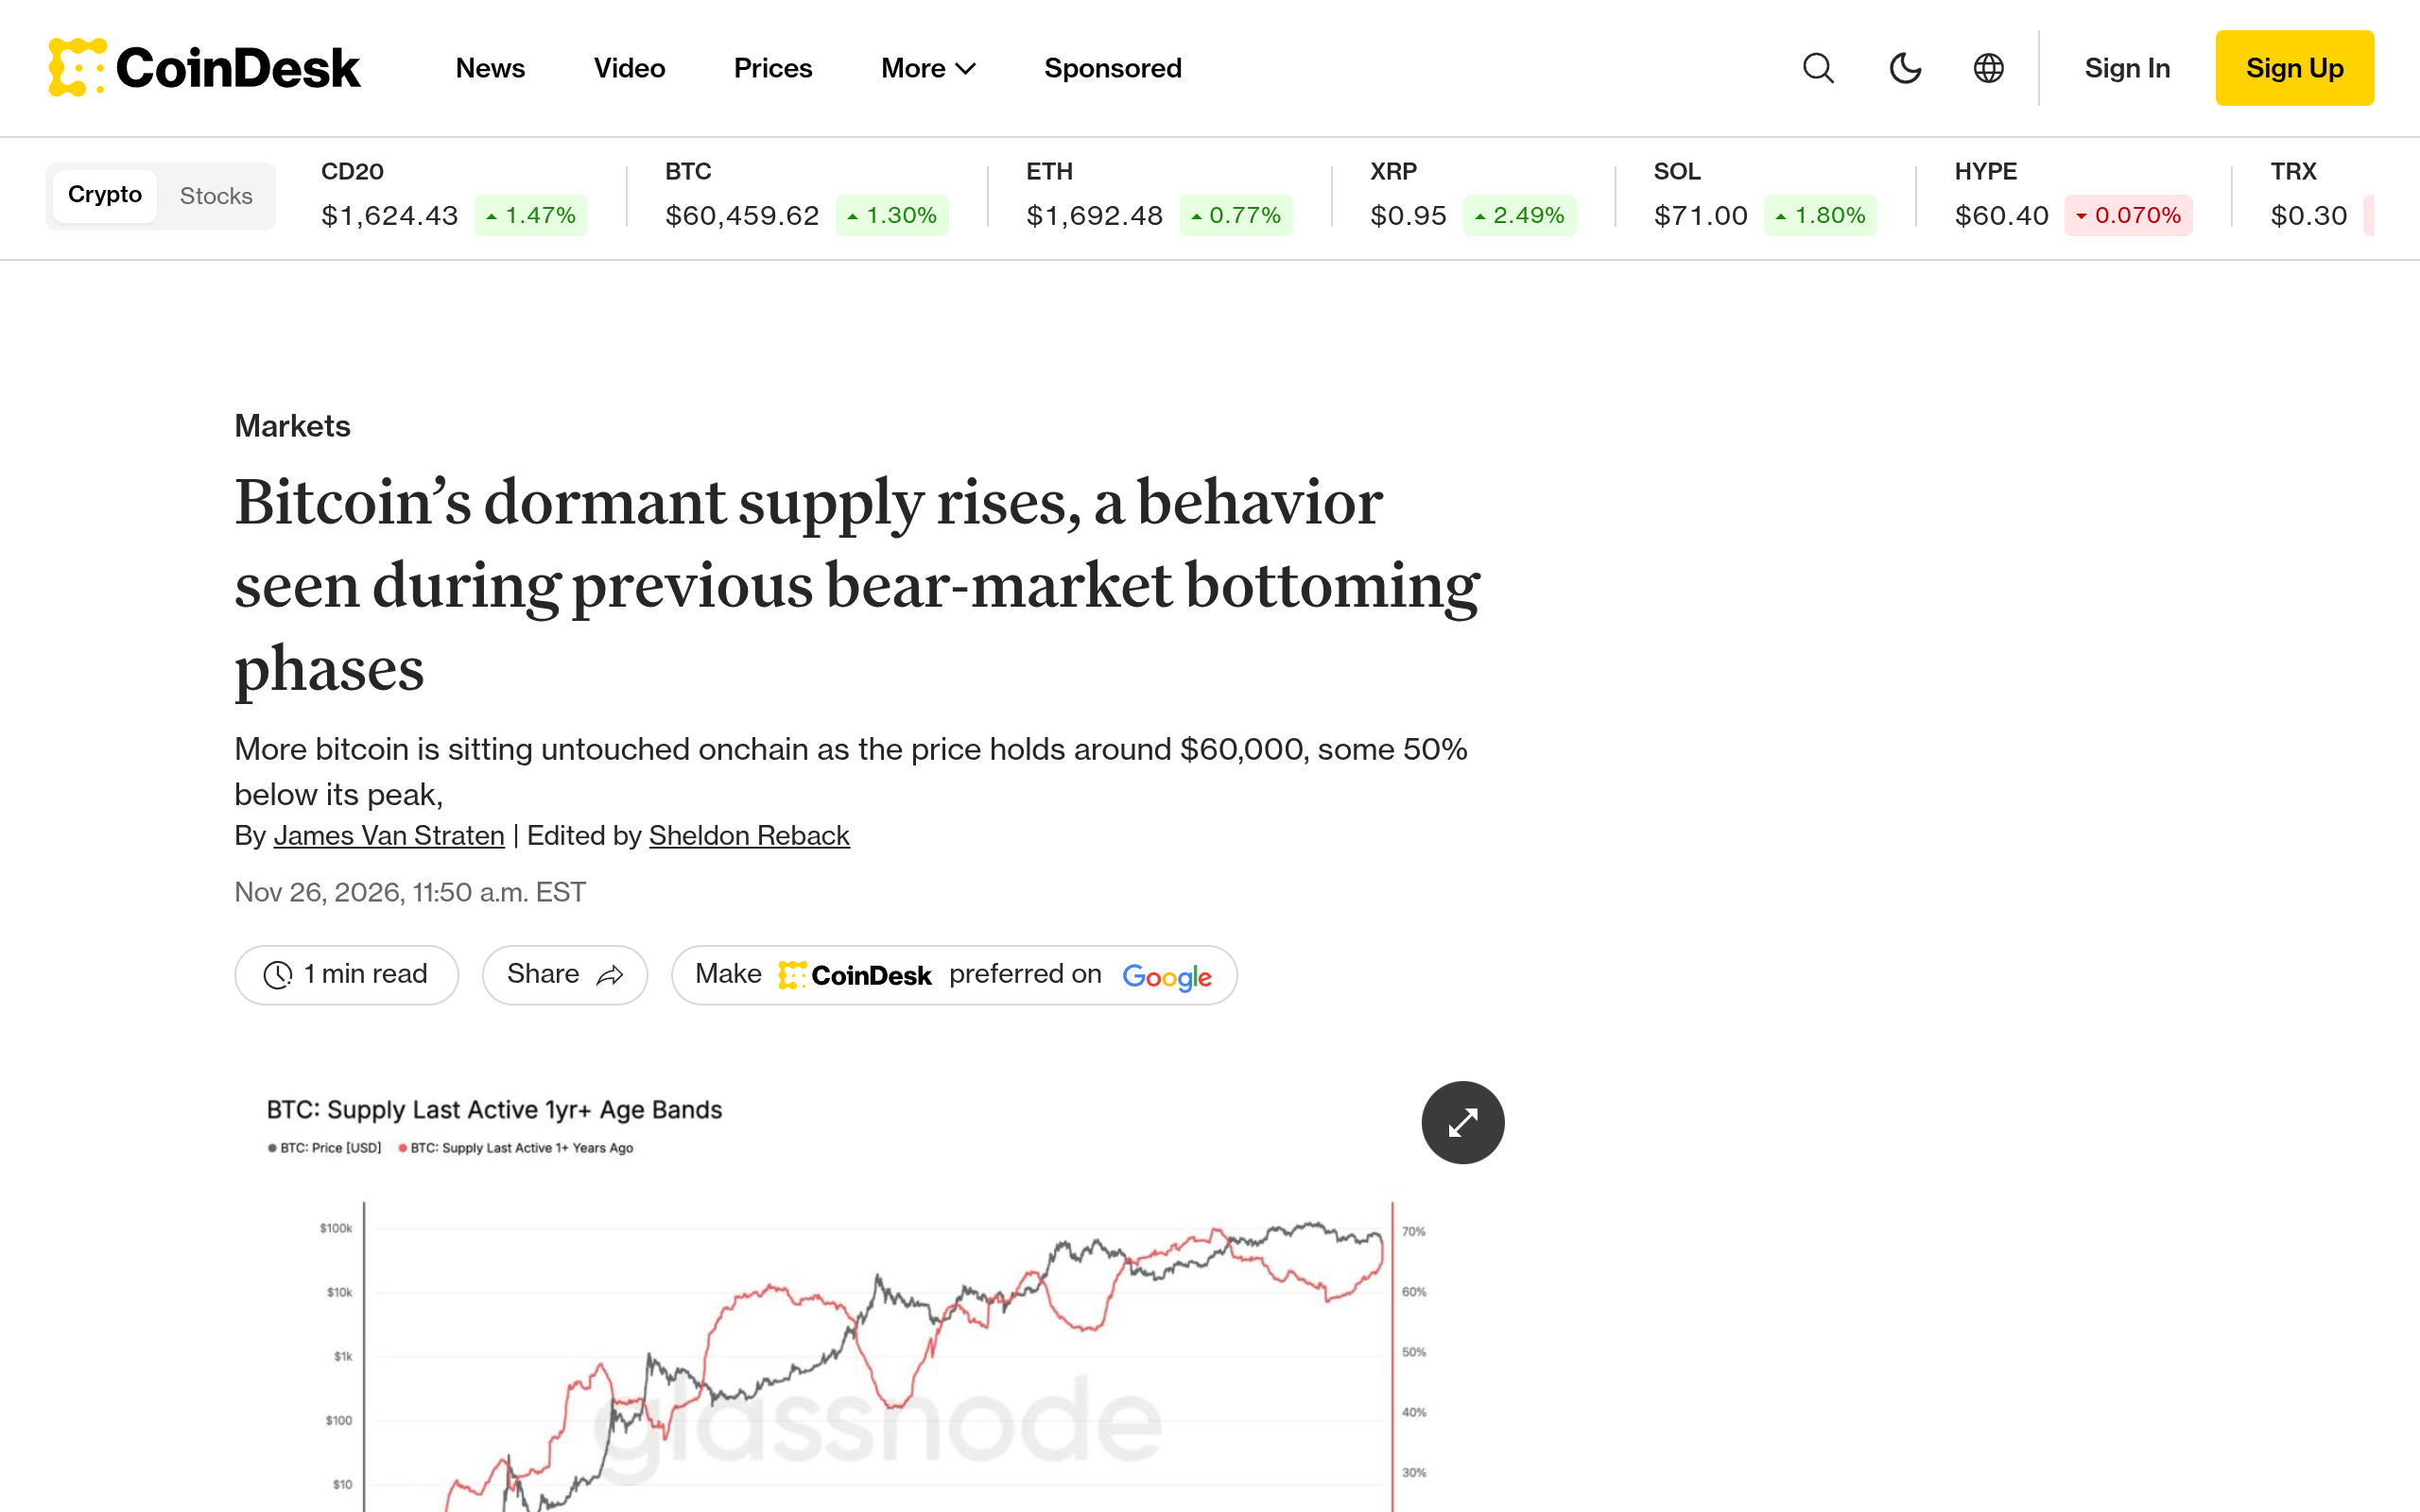 CoinDesk
News
Video
Prices
More
Sponsored
Sign In
Sign Up
Crypto
Stocks
CD20
$1,624.43 1.47%
BTC
$60,459.62 1.30%
ETH
$1,692.48 0.77%
XRP
$0.95 2.49%
SOL
$71.00 1.80%
HYPE
$60.40 0.070%
TRX
$0.30
Markets
Bitcoin’s dormant supply rises, a behavior
seen during previous bear-market bottoming
phases
More bitcoin is sitting untouched onchain as the price holds around $60,000, some 50%
below its peak,
By James Van Straten | Edited by Sheldon Reback
Nov 26, 2026, 11:50 a.m. EST
1 min read
Share
Make CoinDesk preferred on Google
BTC: Supply Last Active 1yr+ Age Bands
BTC: Price [USD] BTC: Supply Last Active 1+ Years Ago
$100k
70%
$10k
60%
$1k
50%
glassnode
$100
40%
$10
30%